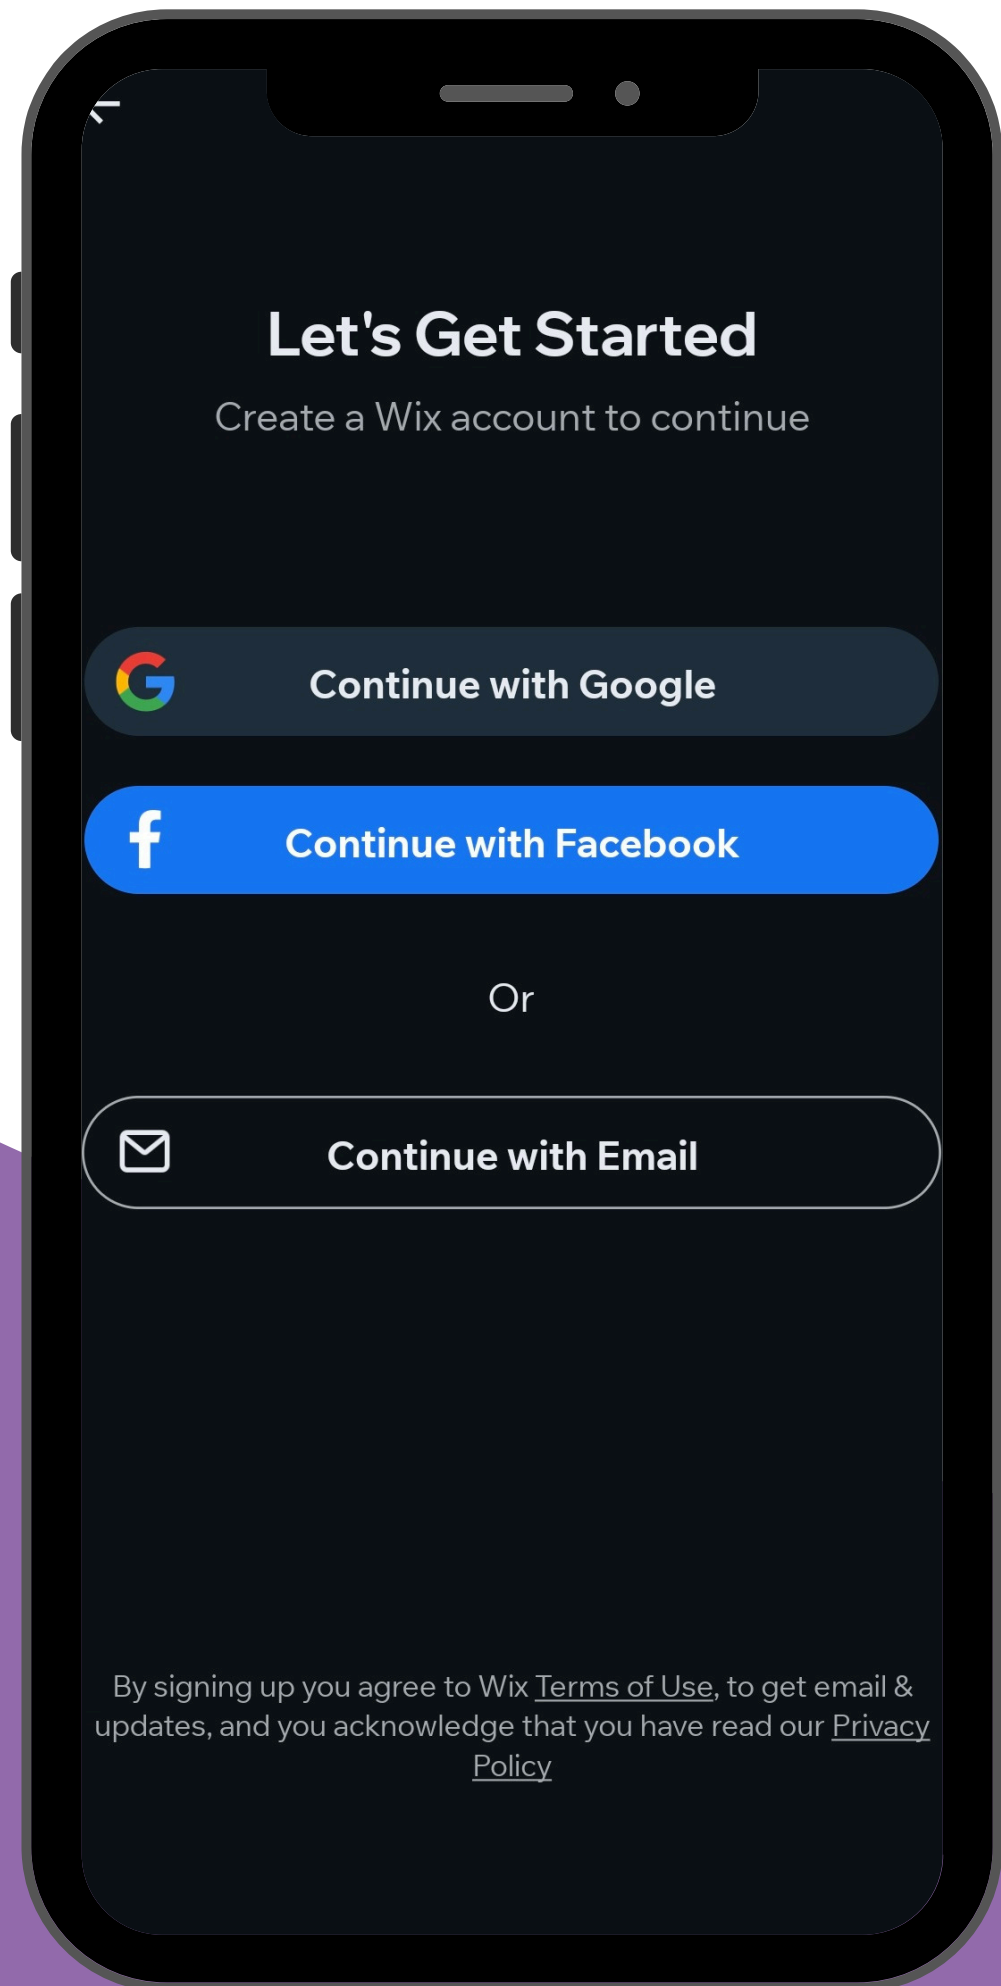 Let's Get Started
Create a Wix account to continue
Continue with Google
Continue with Facebook
Or
Continue with Email
By signing up you agree to Wix Terms of Use, to get email &
updates, and you acknowledge that you have read our Privacy
Policy